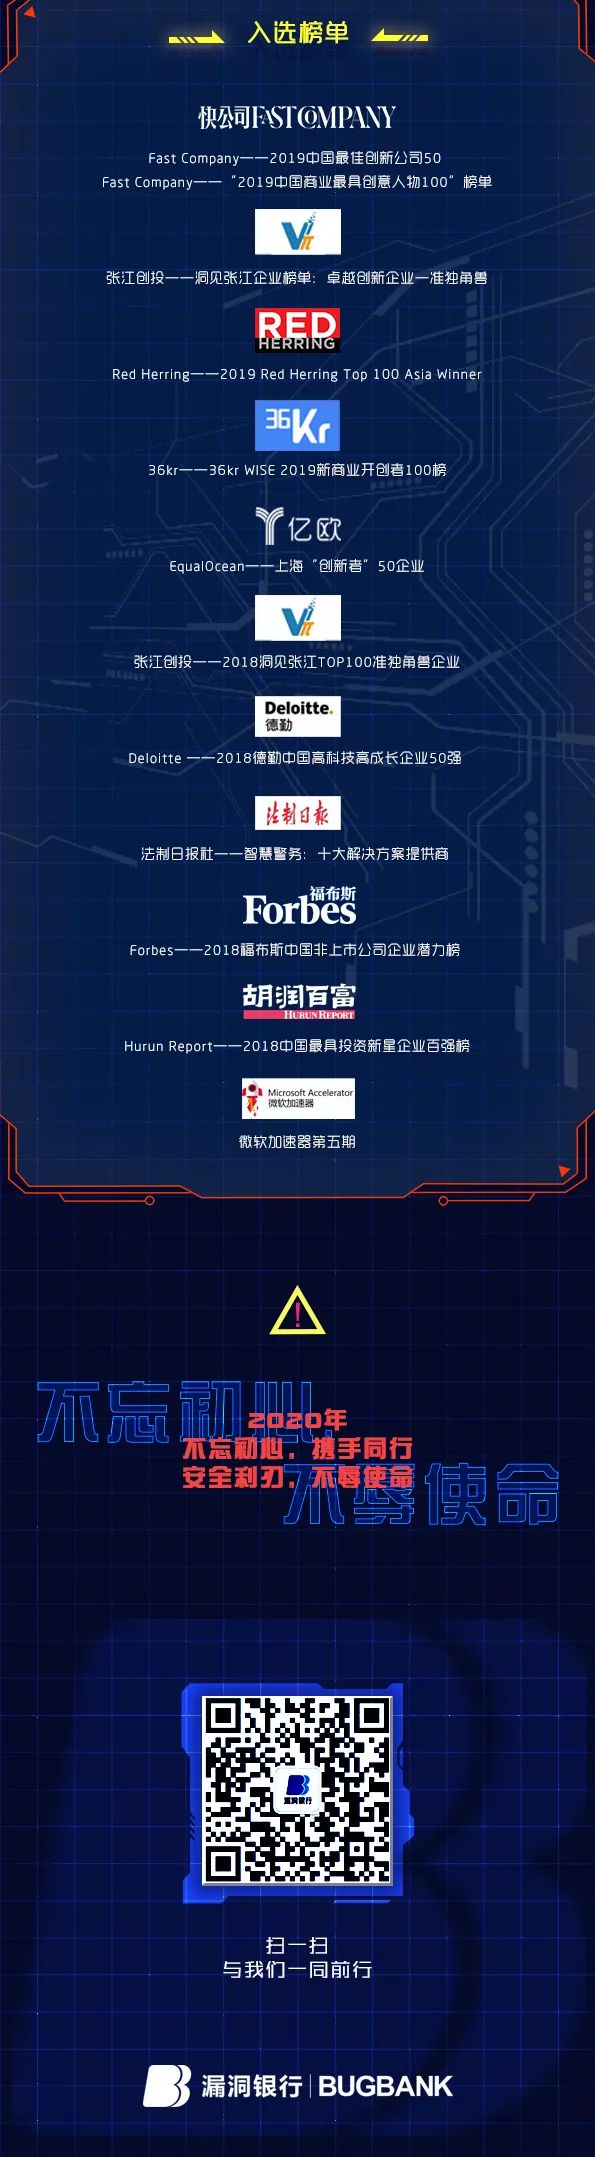 入选榜单
快公司FAST COMPANY
Fast Company——2019中国最佳创新公司50
Fast Company——“2019中国商业最具创意人物100”榜单
张江创投——洞见张江企业榜单：卓越创新企业—准独角兽
RED
HERRING
Red Herring——2019 Red Herring Top 100 Asia Winner
36Kr
36kr——36kr WISE 2019新商业开创者100榜
亿欧
EqualOcean——上海“创新者”50企业
张江创投——2018洞见张江TOP100准独角兽企业
Deloitte.
德勤
Deloitte ——2018德勤中国高科技高成长企业50强
法制日报
法制日报社——智慧警务：十大解决方案提供商
福布斯
Forbes
Forbes——2018福布斯中国非上市公司企业潜力榜
胡润百富
HURUN REPORT
Hurun Report——2018中国最具投资新星企业百强榜
Microsoft Accelerator
微软加速器
微软加速器第五期
不忘初心,
2020年
不忘初心，携手同行
安全利刃，不辱使命
不辱使命
漏洞银行
扫一扫
与我们一同前行
漏洞银行|BUGBANK